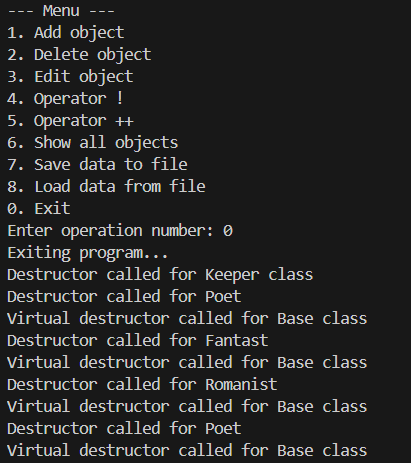 --- Menu ---
1. Add object
2. Delete object
3. Edit object
4. Operator !
5. Operator ++
6. Show all objects
7. Save data to file
8. Load data from file
0. Exit
Enter operation number: 0
Exiting program...
Destructor called for Keeper class
Destructor called for Poet
Virtual destructor called for Base class
Destructor called for Fantast
Virtual destructor called for Base class
Destructor called for Romanist
Virtual destructor called for Base class
Destructor called for Poet
Virtual destructor called for Base class